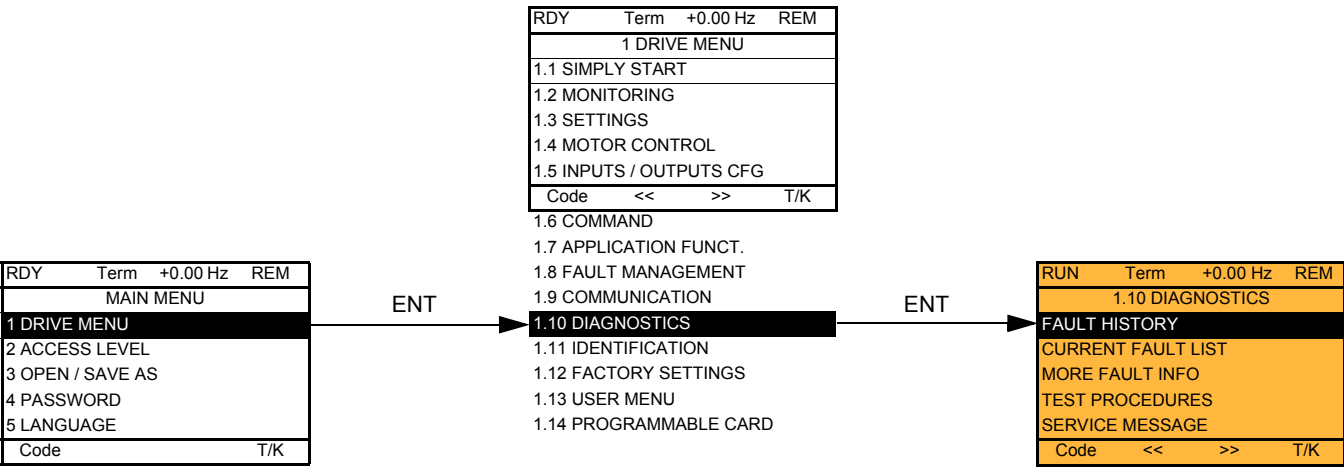 RDY Term +0.00 Hz REM
MAIN MENU
1 DRIVE MENU
2 ACCESS LEVEL
3 OPEN / SAVE AS
4 PASSWORD
5 LANGUAGE
Code T/K
ENT
RDY Term +0.00 Hz REM
1 DRIVE MENU
1.1 SIMPLY START
1.2 MONITORING
1.3 SETTINGS
1.4 MOTOR CONTROL
1.5 INPUTS / OUTPUTS CFG
Code << >> T/K
1.6 COMMAND
1.7 APPLICATION FUNCT.
1.8 FAULT MANAGEMENT
1.9 COMMUNICATION
1.10 DIAGNOSTICS
1.11 IDENTIFICATION
1.12 FACTORY SETTINGS
1.13 USER MENU
1.14 PROGRAMMABLE CARD
ENT
RUN Term +0.00 Hz REM
1.10 DIAGNOSTICS
FAULT HISTORY
CURRENT FAULT LIST
MORE FAULT INFO
TEST PROCEDURES
SERVICE MESSAGE
Code << >> T/K